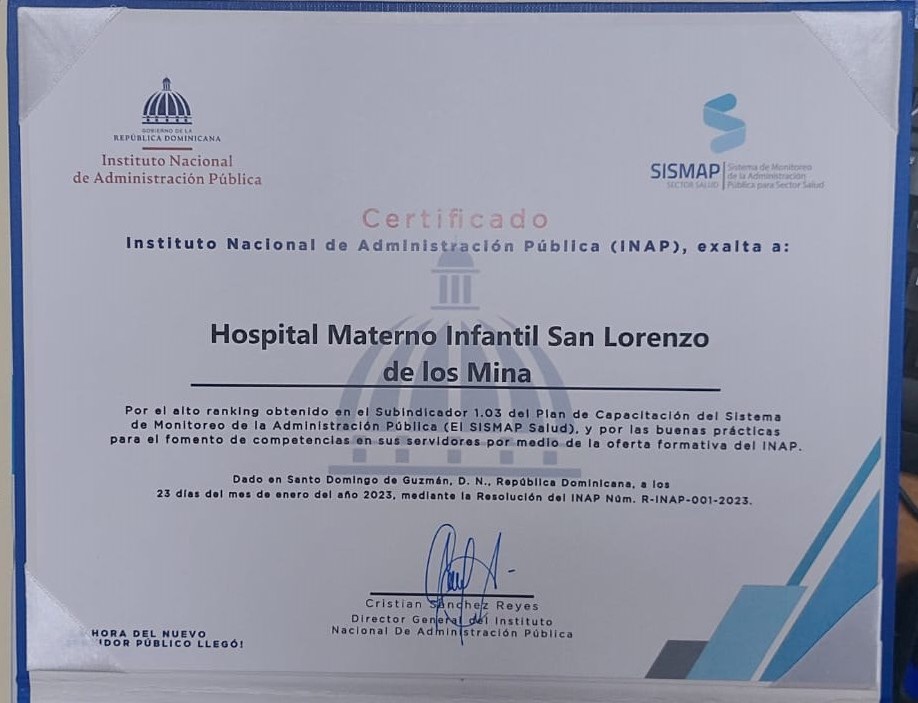 GOBIERNO DE LA
REPÚBLICA DOMINICANA
Instituto Nacional
de Administración Pública
SISMAP
SECTOR SALUD
Sistema de Monitoreo
de la Administración
Pública para Sector Salud
Certificado
Instituto Nacional de Administración Pública (INAP), exalta a:
Hospital Materno Infantil San Lorenzo
de los Mina
Por el alto ranking obtenido en el Subindicador 1.03 del Plan de Capacitación del Sistema
de Monitoreo de la Administración Pública (El SISMAP Salud), y por las buenas prácticas
para el fomento de competencias en sus servidores por medio de la oferta formativa del INAP.
Dado en Santo Domingo de Guzmán, D. N., República Dominicana, a los
23 días del mes de enero del año 2023, mediante la Resolución del INAP Núm. R-INAP-001-2023.
Cristian Sánchez Reyes
Director General del Instituto
Nacional De Administración Pública
HORA DEL NUEVO
IDOR PÚBLICO LLEGÓ!